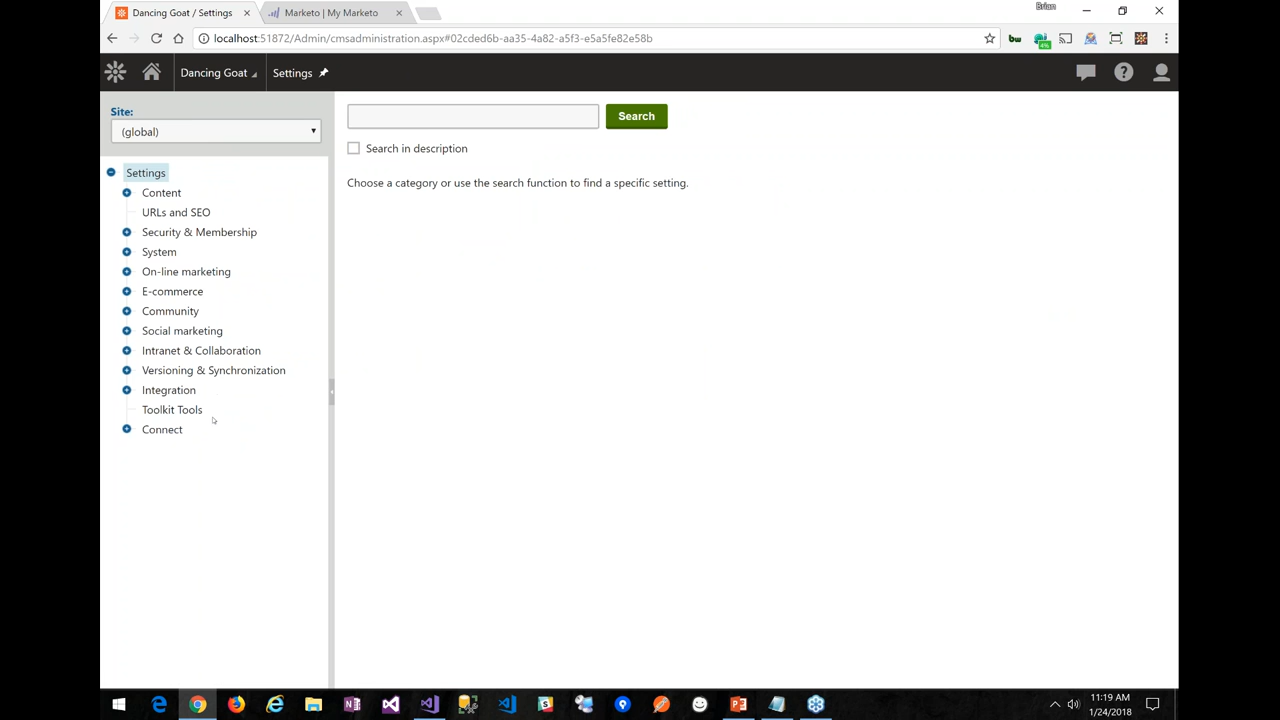 Brian
Dancing Goat / Settings
Marketo | My Marketo
localhost:51872/Admin/cmsadministration.aspx#02cded6b-aa35-4a82-a5f3-e5a5fe82e58b
4%
Dancing Goat
Settings
Site:
(global)
Search
Search in description
Choose a category or use the search function to find a specific setting.
Settings
Content
URLs and SEO
Security & Membership
System
On-line marketing
E-commerce
Community
Social marketing
Intranet & Collaboration
Versioning & Synchronization
Integration
Toolkit Tools
Connect
11:19 AM
1/24/2018